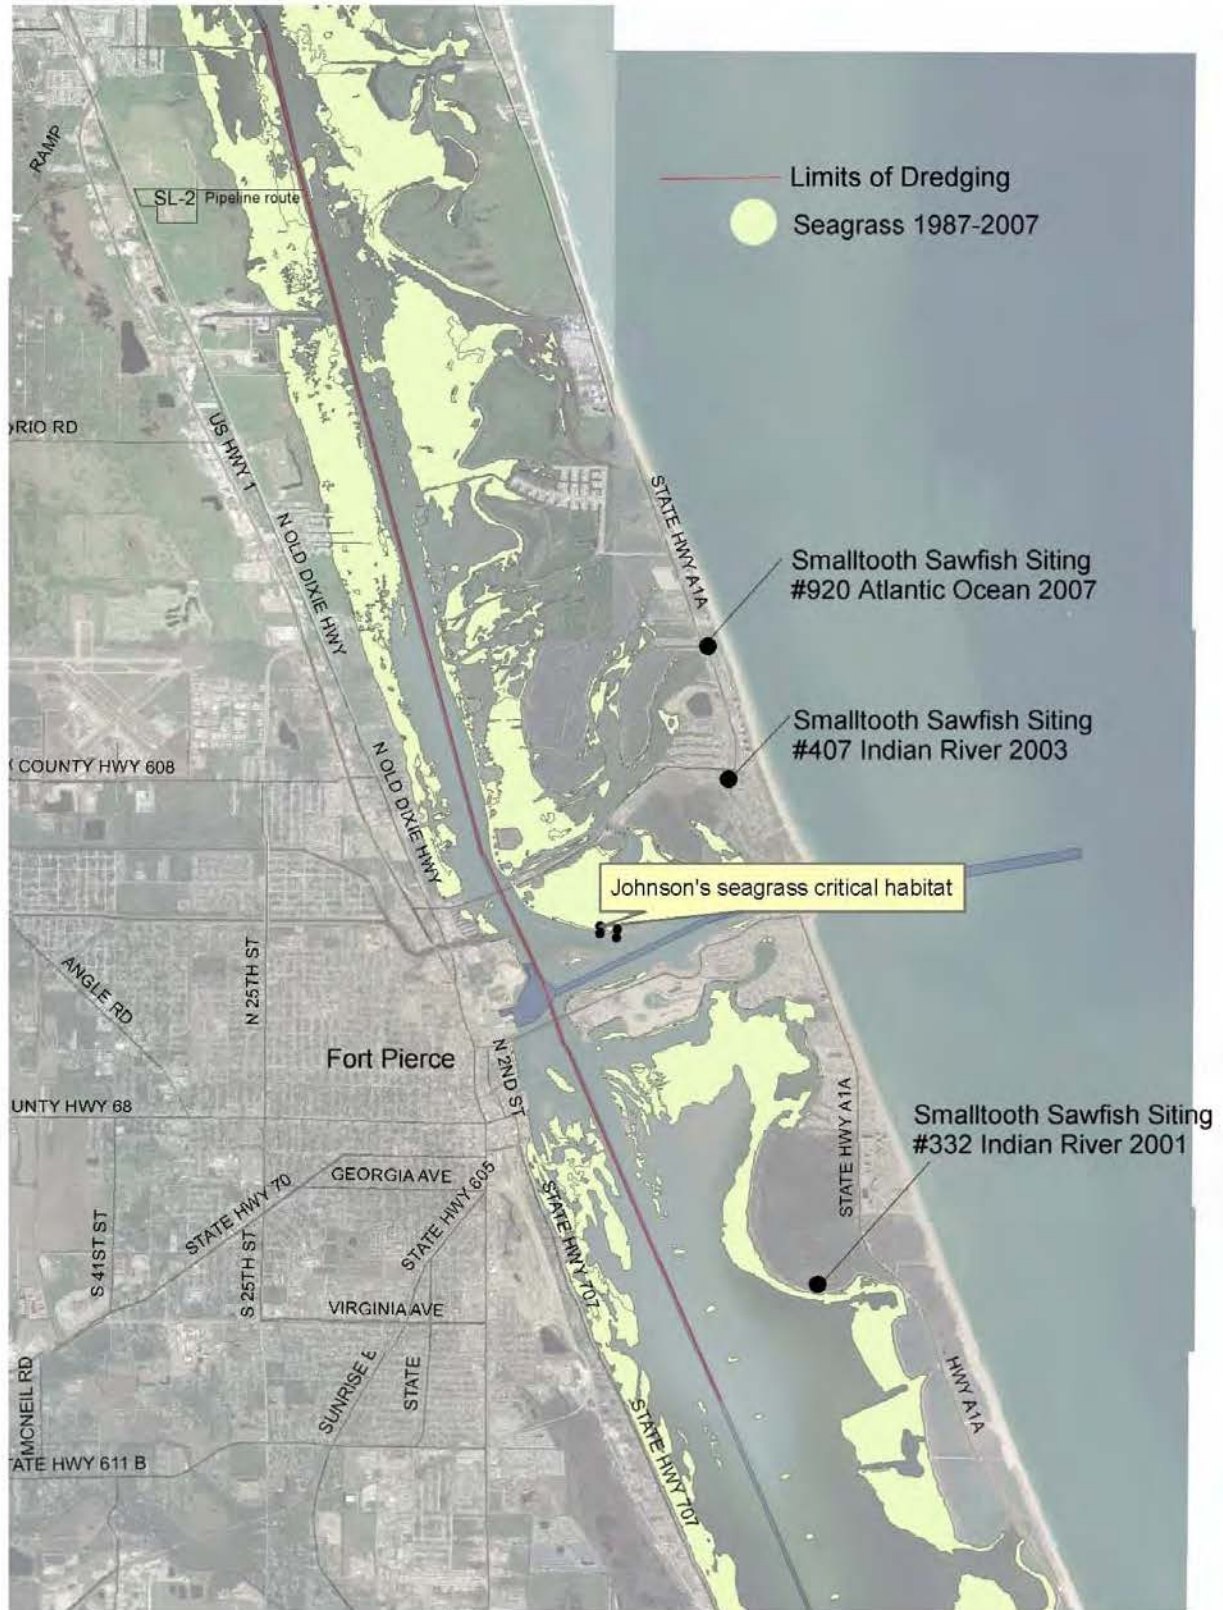 RAMP
SL-2 Pipeline route
Limits of Dredging
Seagrass 1987-2007
RIO RD
US HWY 1
N OLD DIXIE HWY
STATE HWY A1A
Smalltooth Sawfish Siting
#920 Atlantic Ocean 2007
Smalltooth Sawfish Siting
#407 Indian River 2003
COUNTY HWY 608
N OLD DIXIE HWY
Johnson's seagrass critical habitat
ANGLE RD
N 25TH ST
Fort Pierce
N 2ND ST
UNTY HWY 68
STATE HWY A1A
Smalltooth Sawfish Siting
#332 Indian River 2001
GEORGIA AVE
STATE HWY 70
STATE HWY 605
STATE HWY 707
S 41ST ST
S 25TH ST
VIRGINIA AVE
SUNRISE
STATE
MCNEIL RD
HWY A1A
STATE HWY 707
ATE HWY 611 B